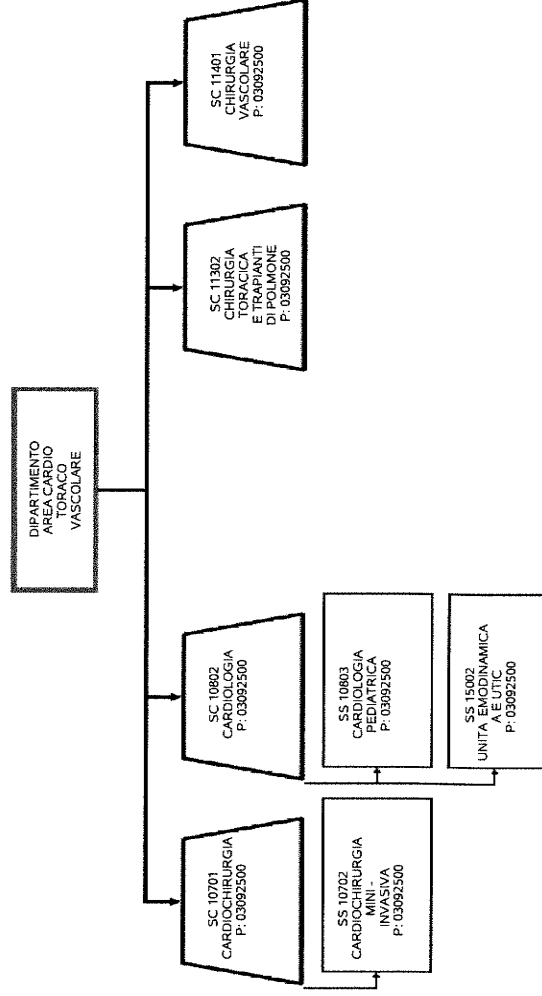 DIPARTIMENTO
AREA CARDIO
TORACO
VASCOLARE
SC 10701
CARDIOCHIRURGIA
P: 03092500
SS 10702
CARDIOCHIRURGIA
MINI -
INVASIVA
P: 03092500
SC 10802
CARDIOLOGIA
P: 03092500
SS 10803
CARDIOLOGIA
PEDIATRICA
P: 03092500
SS 15002
UNITA EMODINAMICA
A E UTIC
P: 03092500
SC 11302
CHIRURGIA
TORACICA
E TRAPIANTI
DI POLMONE
P: 03092500
SC 11401
CHIRURGIA
VASCOLARE
P: 03092500